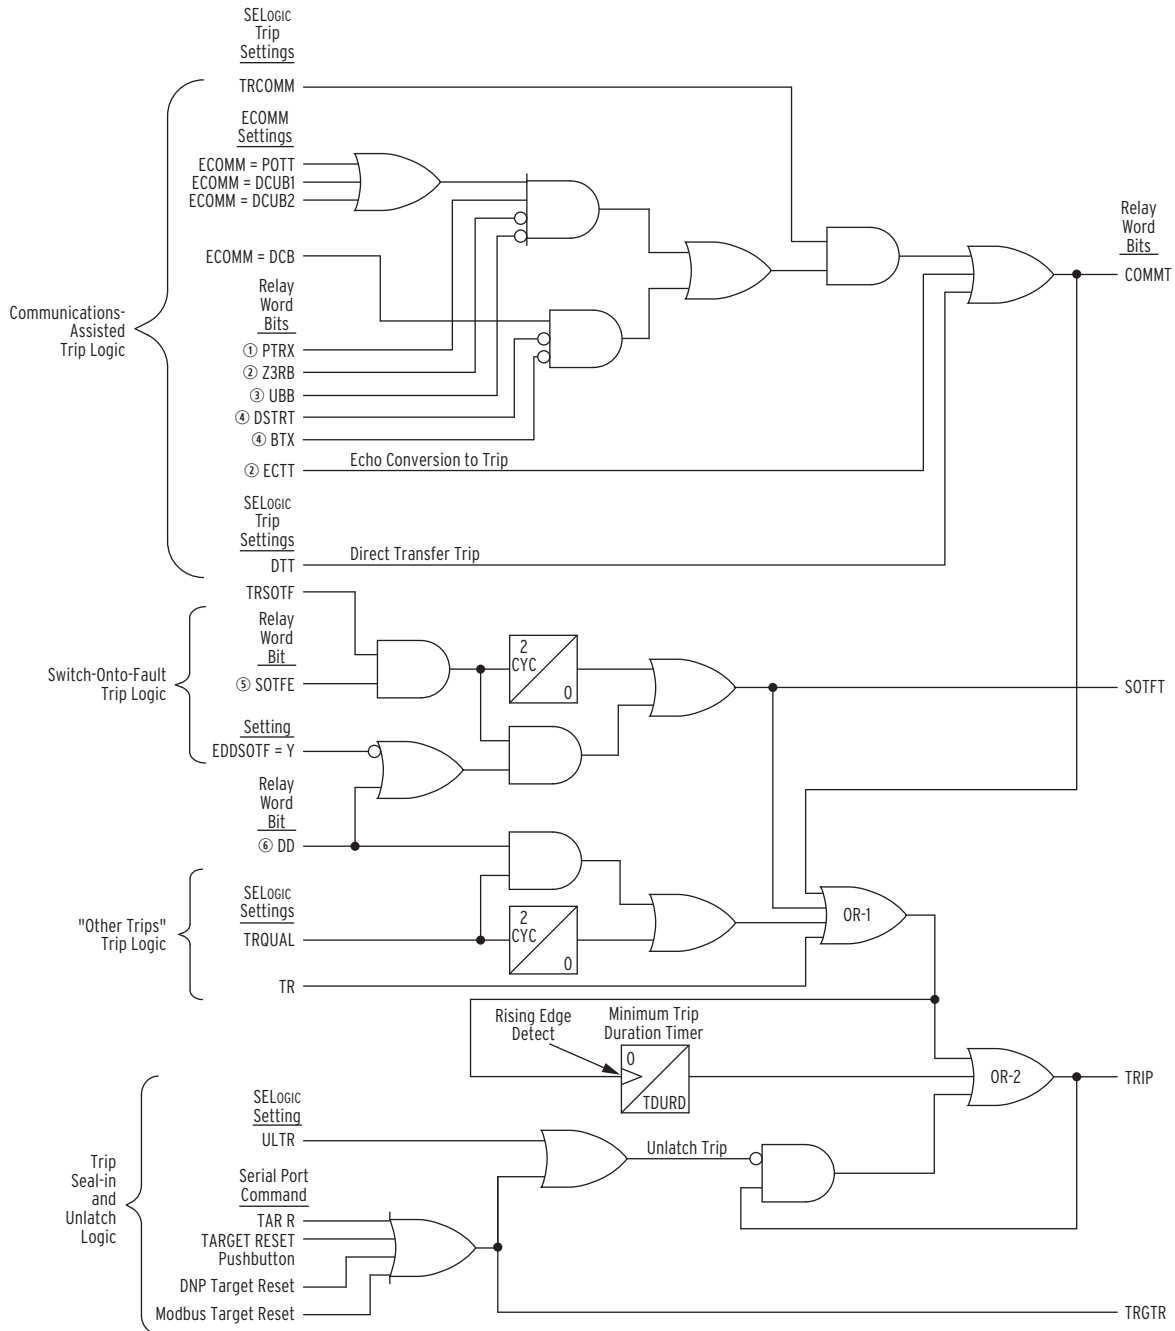 SELOGIC
Trip
Settings
TRCOMM
ECOMM
Settings
ECOMM = POTT
ECOMM = DCUB1
ECOMM = DCUB2
ECOMM = DCB
Relay
Word
Bits
① PTRX
② Z3RB
③ UBB
④ DSTRT
④ BTX
② ECTT
Echo Conversion to Trip
SELOGIC
Trip
Settings
DTT
Direct Transfer Trip
Communications-
Assisted
Trip Logic
Relay
Word
Bits
COMMT
TRSOTF
Relay
Word
Bit
⑤ SOTFE
Switch-Onto-Fault
Trip Logic
2
CYC
0
SOTFT
Setting
EDDSOTF = Y
Relay
Word
Bit
⑥ DD
"Other Trips"
Trip Logic
SELOGIC
Settings
TRQUAL
2
CYC
0
TR
OR-1
Rising Edge
Detect
Minimum Trip
Duration Timer
0
TDURD
OR-2
TRIP
SELOGIC
Setting
ULTR
Unlatch Trip
Trip
Seal-in
and
Unlatch
Logic
Serial Port
Command
TAR R
TARGET RESET
Pushbutton
DNP Target Reset
Modbus Target Reset
TRGTR